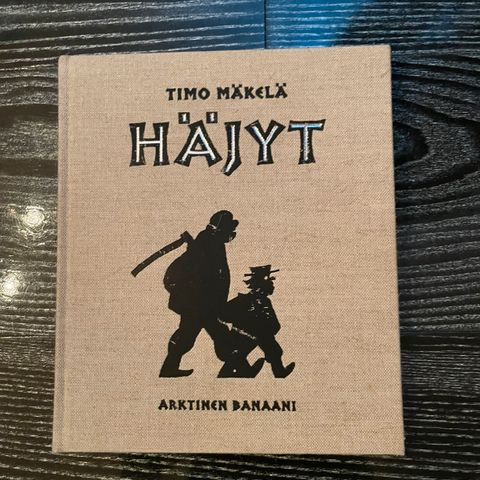 TIMO MÄKELÄ
HÄJYT
ARKTINEN BANAANI